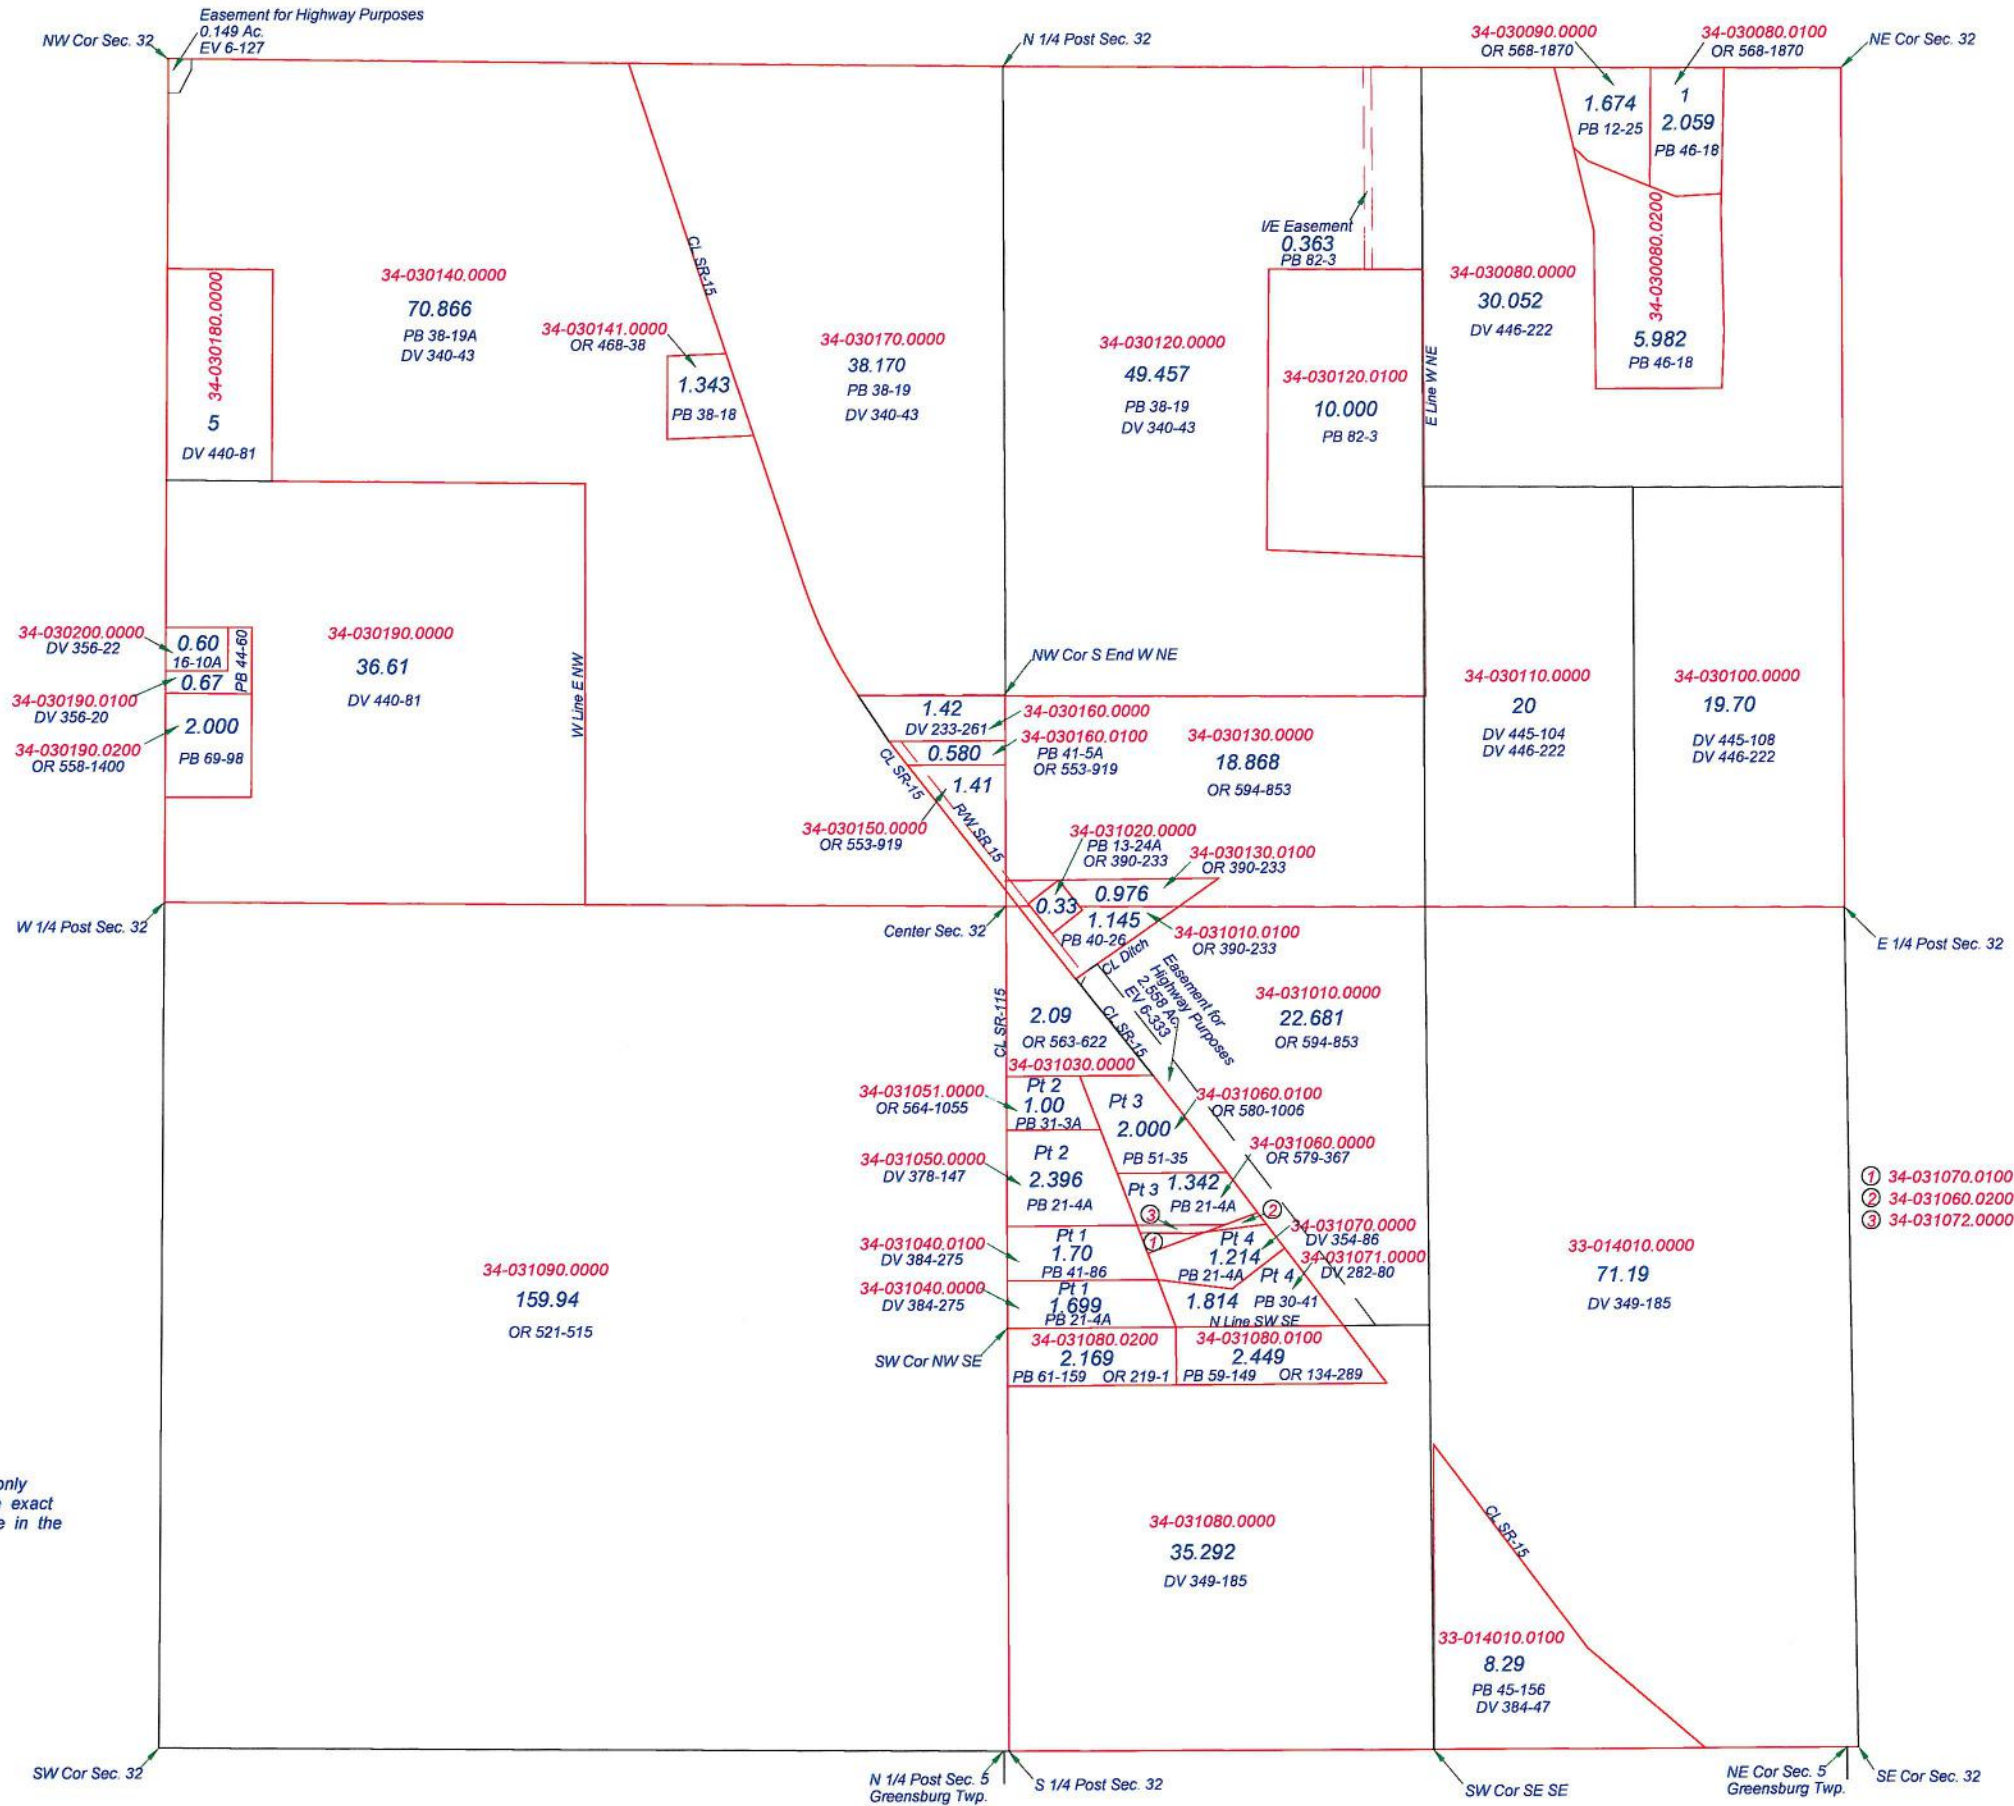 Easement for Highway Purposes
0.149 Ac.
EV 6-127
NW Cor Sec. 32
N 1/4 Post Sec. 32
34-030090.0000
OR 568-1870
34-030080.0100
OR 568-1870
NE Cor Sec. 32
1.674
PB 12-25
1
2.059
PB 46-18
34-030080.0200
5.982
PB 46-18
I/E Easement
0.363
PB 82-3
34-030080.0000
30.052
DV 446-222
34-030180.0000
5
DV 440-81
34-030140.0000
70.866
PB 38-19A
DV 340-43
CL SR-15
34-030141.0000
OR 468-38
1.343
PB 38-18
34-030170.0000
38.170
PB 38-19
DV 340-43
34-030120.0000
49.457
PB 38-19
DV 340-43
34-030120.0100
10.000
PB 82-3
E Line W NE
34-030200.0000
DV 356-22
0.60
16-10A
PB 44-60
0.67
34-030190.0100
DV 356-20
34-030190.0200
OR 558-1400
2.000
PB 69-98
34-030190.0000
36.61
DV 440-81
W Line E NW
NW Cor S End W NE
1.42
DV 233-261
34-030160.0000
0.580
34-030160.0100
PB 41-5A
OR 553-919
CL SR-15
1.41
R/W SR 15
34-030150.0000
OR 553-919
34-030130.0000
18.868
OR 594-853
34-030110.0000
20
DV 445-104
DV 446-222
34-030100.0000
19.70
DV 445-108
DV 446-222
34-031020.0000
PB 13-24A
OR 390-233
34-030130.0100
OR 390-233
0.976
0.33
1.145
PB 40-26
34-031010.0100
OR 390-233
W 1/4 Post Sec. 32
Center Sec. 32
E 1/4 Post Sec. 32
CL Ditch
Easement for
Highway Purposes
2.558 Ac.
EV 6-333
CL SR-115
2.09
OR 563-622
34-031030.0000
CL SR-15
34-031010.0000
22.681
OR 594-853
34-031051.0000
OR 564-1055
Pt 2
1.00
PB 31-3A
Pt 3
2.000
PB 51-35
34-031060.0100
OR 580-1006
34-031050.0000
DV 378-147
Pt 2
2.396
PB 21-4A
Pt 3 1.342
PB 21-4A
34-031060.0000
OR 579-367
3
2
1
1 34-031070.0100
2 34-031060.0200
3 34-031072.0000
34-031040.0100
DV 384-275
Pt 1
1.70
PB 41-86
Pt 4
1.214
PB 21-4A
34-031070.0000
DV 354-86
34-031071.0000
DV 282-80
34-031040.0000
DV 384-275
Pt 1
1.699
PB 21-4A
Pt 4
1.814 PB 30-41
N Line SW SE
SW Cor NW SE
34-031080.0200
2.169
PB 61-159 OR 219-1
34-031080.0100
2.449
PB 59-149 OR 134-289
34-031090.0000
159.94
OR 521-515
33-014010.0000
71.19
DV 349-185
only
exact
e in the
34-031080.0000
35.292
DV 349-185
CL SR-15
33-014010.0100
8.29
PB 45-156
DV 384-47
SW Cor Sec. 32
N 1/4 Post Sec. 5
Greensburg Twp.
S 1/4 Post Sec. 32
SW Cor SE SE
NE Cor Sec. 5
Greensburg Twp.
SE Cor Sec. 32